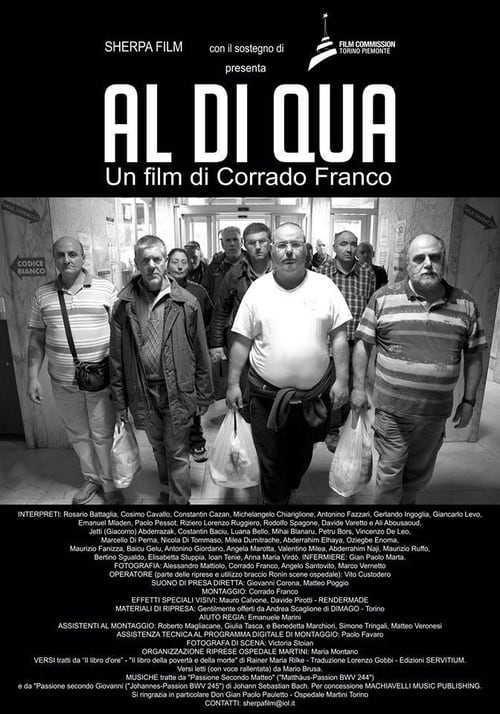 SHERPA FILM
con il sostegno di
FILM COMMISSION
TORINO PIEMONTE
presenta
AL DI QUA
Un film di Corrado Franco
CODICE
BIANCO
INTERPRETI: Rosario Battaglia, Cosimo Cavallo, Constantin Cazan, Michelangelo Chiariglione, Antonino Fazzari, Gerlando Ingoglia, Giancarlo Levo,
Emanuel Mladen, Paolo Pessot, Riziero Lorenzo Ruggiero, Rodolfo Spagone, Davide Varetto e Ali Abousaoud,
Jetti (Giacomo) Abderrazak, Costantin Baciu, Luana Bello, Mihai Blanaru, Petru Bors, Vincenzo De Leo,
Marcello Di Perna, Nicola Di Tommaso, Milea Dumitrache, Abderrahim Elhaya, Oziegbe Enoma,
Maurizio Fanizza, Baicu Gelu, Antonino Giordano, Angela Marotta, Valentino Milea, Abderrahim Naji, Maurizio Ruffo,
Bertino Sgualdo, Elisabetta Stuppia, Ioan Tenie, Anna Maria Virdò. INFERMIERE: Gian Paolo Marta.
FOTOGRAFIA: Alessandro Mattiolo, Corrado Franco, Angelo Santovito, Marco Vernetto
OPERATORE (parte delle riprese e utilizzo braccio Ronin scene ospedale): Vito Custodero
SUONO DI PRESA DIRETTA: Giovanni Corona, Matteo Poggio
MONTAGGIO: Corrado Franco
EFFETTI SPECIALI VISIVI: Mauro Calvone, Davide Pirotti - RENDERMADE
MATERIALI DI RIPRESA: Gentilmente offerti da Andrea Scaglione di DIMAGO - Torino
AIUTO REGIA: Emanuele Marini
ASSISTENTI AL MONTAGGIO: Roberto Magliacane, Giulia Tasca, e Benedetta Marchiori, Simone Tringali, Matteo Veronesi
ASSISTENZA TECNICA AL PROGRAMMA DIGITALE DI MONTAGGIO: Paolo Favaro
FOTOGRAFA DI SCENA: Victoria Stoian
ORGANIZZAZIONE RIPRESE OSPEDALE MARTINI: Maria Montano
VERSI tratti da "Il libro d'ore" - "Il libro della povertà e della morte" di Rainer Maria Rilke - Traduzione Lorenzo Gobbi - Edizioni SERVITIUM.
Versi letti (con voce rallentata) da Mario Brusa.
MUSICHE tratte da "Passione Secondo Matteo" ("Matthäus-Passion BWV 244")
e da "Passione secondo Giovanni ("Johannes-Passion BWV 245") di Johann Sebastian Bach. Per concessione MACHIAVELLI MUSIC PUBLISHING.
Si ringrazia in particolare Don Gian Paolo Pauletto - Ospedale Martini Torino
CONTATTI: sherpafilm@iol.it